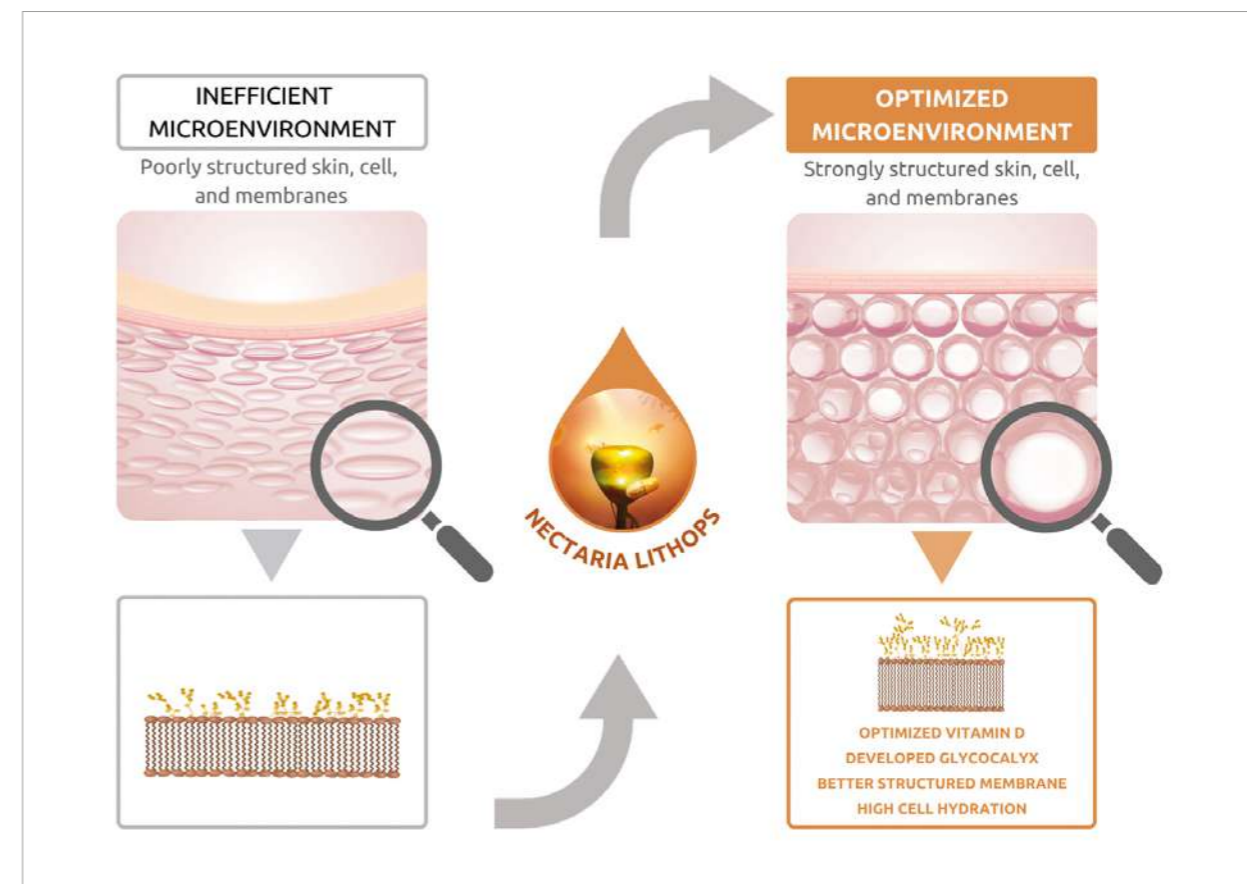 INEFFICIENT
MICROENVIRONMENT
Poorly structured skin, cell,
and membranes
OPTIMIZED
MICROENVIRONMENT
Strongly structured skin, cell,
and membranes
NECTARIA LITHOPS
OPTIMIZED VITAMIN D
DEVELOPED GLYCOCALYX
BETTER STRUCTURED MEMBRANE
HIGH CELL HYDRATION